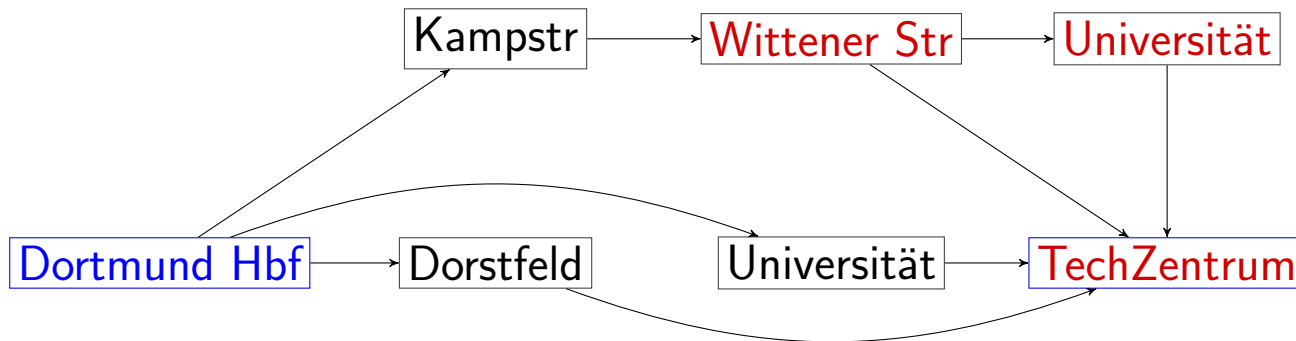 Kampstr
Wittener Str
Universität
Dortmund Hbf
Dorstfeld
Universität
TechZentrum